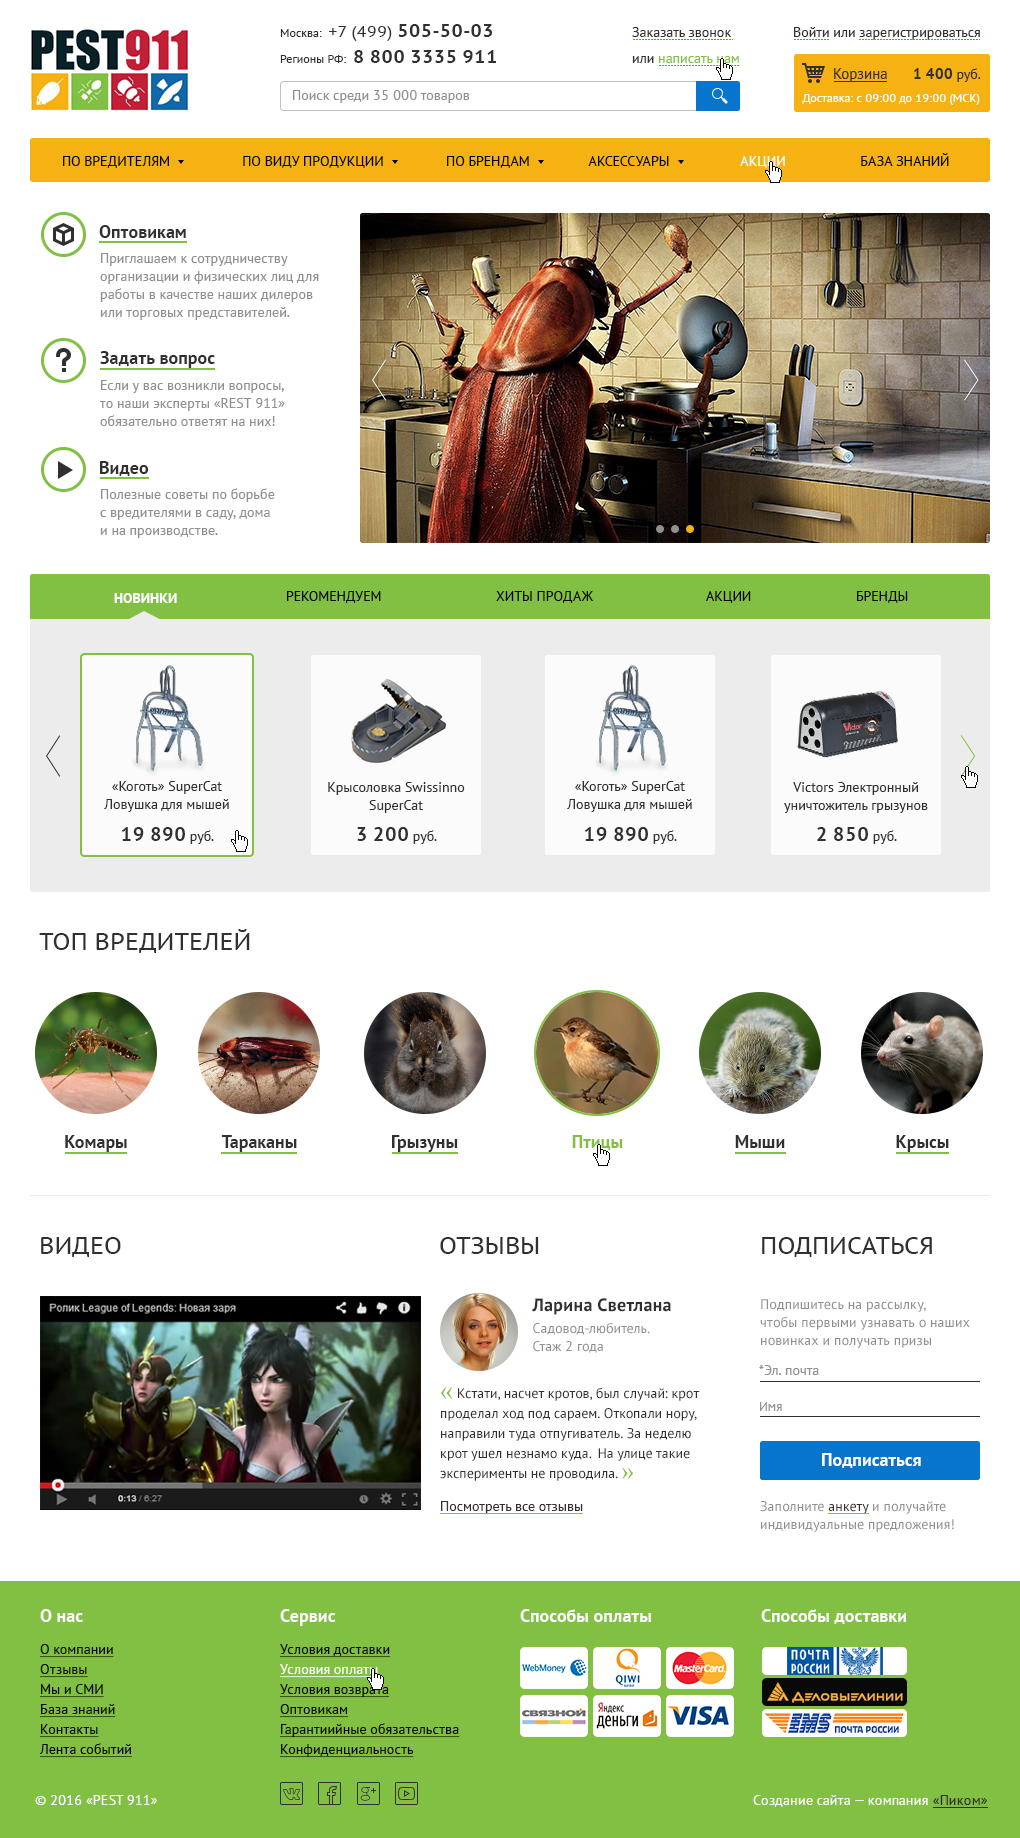 PEST911
Москва: +7 (499) 505-50-03
Регионы РФ: 8 800 3335 911
Поиск среди 35 000 товаров
Заказать звонок
или написать нам
Войти или зарегистрироваться
Корзина 1 400 руб.
Доставка: с 09:00 до 19:00 (МСК)
ПО ВРЕДИТЕЛЯМ ПО ВИДУ ПРОДУКЦИИ ПО БРЕНДАМ АКСЕССУАРЫ АКЦИИ БАЗА ЗНАНИЙ
Оптовикам
Приглашаем к сотрудничеству
организации и физических лиц для
работы в качестве наших дилеров
или торговых представителей.
Задать вопрос
Если у вас возникли вопросы,
то наши эксперты «REST 911»
обязательно ответят на них!
Видео
Полезные советы по борьбе
с вредителями в саду, дома
и на производстве.
НОВИНКИ РЕКОМЕНДУЕМ ХИТЫ ПРОДАЖ АКЦИИ БРЕНДЫ
«Коготь» SuperCat
Ловушка для мышей
19 890 руб.
Крысоловка Swissinno
SuperCat
3 200 руб.
«Коготь» SuperCat
Ловушка для мышей
19 890 руб.
Victor
Victors Электронный
уничтожитель грызунов
2 850 руб.
ТОП ВРЕДИТЕЛЕЙ
Комары Тараканы Грызуны Птицы Мыши Крысы
ВИДЕО
Ролик League of Legends: Новая заря
0:13 / 6:27
ОТЗЫВЫ
Ларина Светлана
Садовод-любитель.
Стаж 2 года
« Кстати, насчет кротов, был случай: крот
проделал ход под сараем. Откопали нору,
направили туда отпугиватель. За неделю
крот ушел незнамо куда. На улице такие
эксперименты не проводила. »
Посмотреть все отзывы
ПОДПИСАТЬСЯ
Подпишитесь на рассылку,
чтобы первыми узнавать о наших
новинках и получать призы
*Эл. почта
Имя
Подписаться
Заполните анкету и получайте
индивидуальные предложения!
О нас
О компании
Отзывы
Мы и СМИ
База знаний
Контакты
Лента событий
Сервис
Условия доставки
Условия оплаты
Условия возврата
Оптовикам
Гарантиийные обязательства
Конфиденциальность
Способы оплаты
WebMoney
QIWI
MasterCard
СВЯЗНОЙ
Яндекс
деньги
VISA
Способы доставки
ПОЧТА
РОССИИ
ДЕЛОВЫЕ ЛИНИИ
EMS ПОЧТА РОССИИ
© 2016 «PEST 911»
g+
Создание сайта — компания «Пиком»